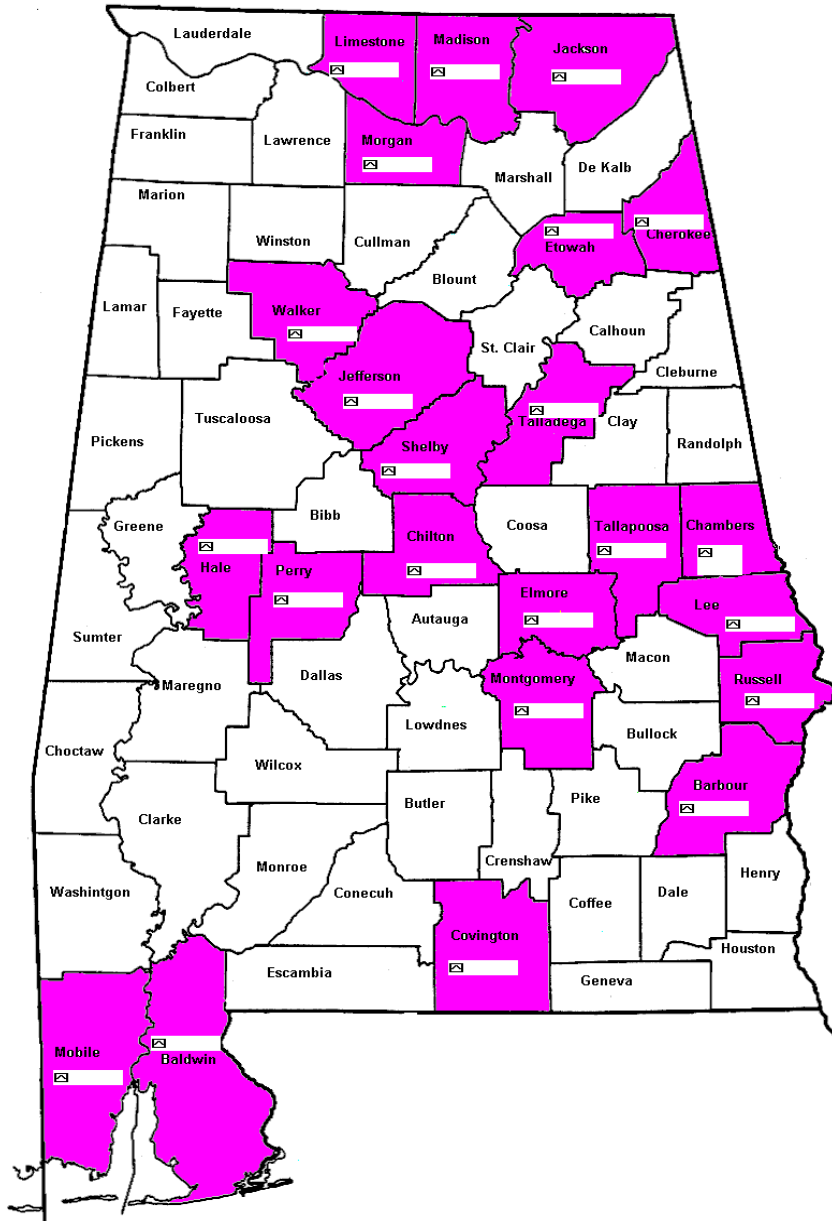 Lauderdale
Limestone
Madison
Jackson
Colbert
Franklin
Lawrence
Morgan
Marshall
De Kalb
Marion
Winston
Cullman
Etowah
Cherokee
Blount
Lamar
Fayette
Walker
St. Clair
Calhoun
Jefferson
Cleburne
Tuscaloosa
Talladega
Clay
Pickens
Shelby
Randolph
Greene
Bibb
Coosa
Tallapoosa
Chambers
Hale
Perry
Chilton
Elmore
Lee
Sumter
Autauga
Macon
Maregno
Dallas
Montgomery
Russell
Choctaw
Lowdnes
Bullock
Wilcox
Barbour
Clarke
Butler
Pike
Monroe
Crenshaw
Washintgon
Conecuh
Coffee
Dale
Henry
Covington
Houston
Escambia
Geneva
Mobile
Baldwin